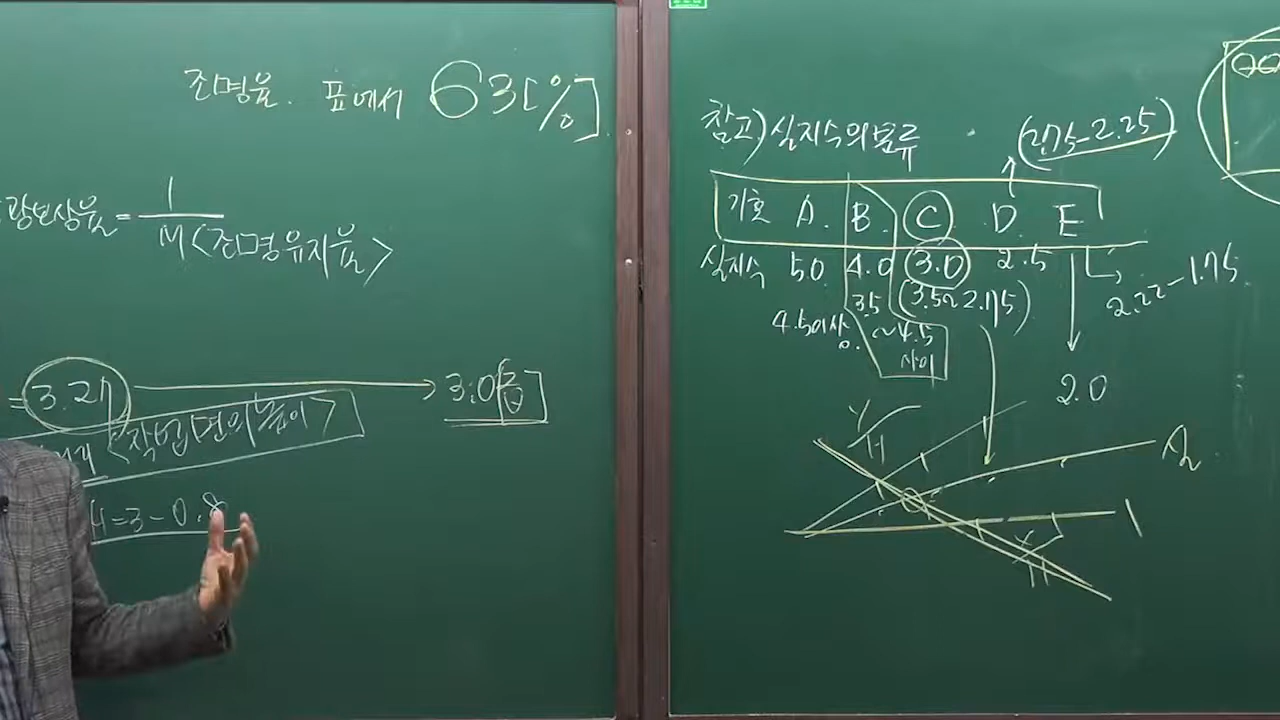 조명율. 표에서 63[%]
광보상율 = 1/M<조명유지율>
= 3.27 → 3.0
<작업면의 높이>
H=3-0.8
참고) 실지수의 분류
(2.75-2.25)
기호 A. B. C D. E
실지수 5.0 4.0 3.0 2.5
4.5이상. 3.5~4.5 사이 (3.5~2.75) 2.22-1.75
2.0
Y/H
X/H